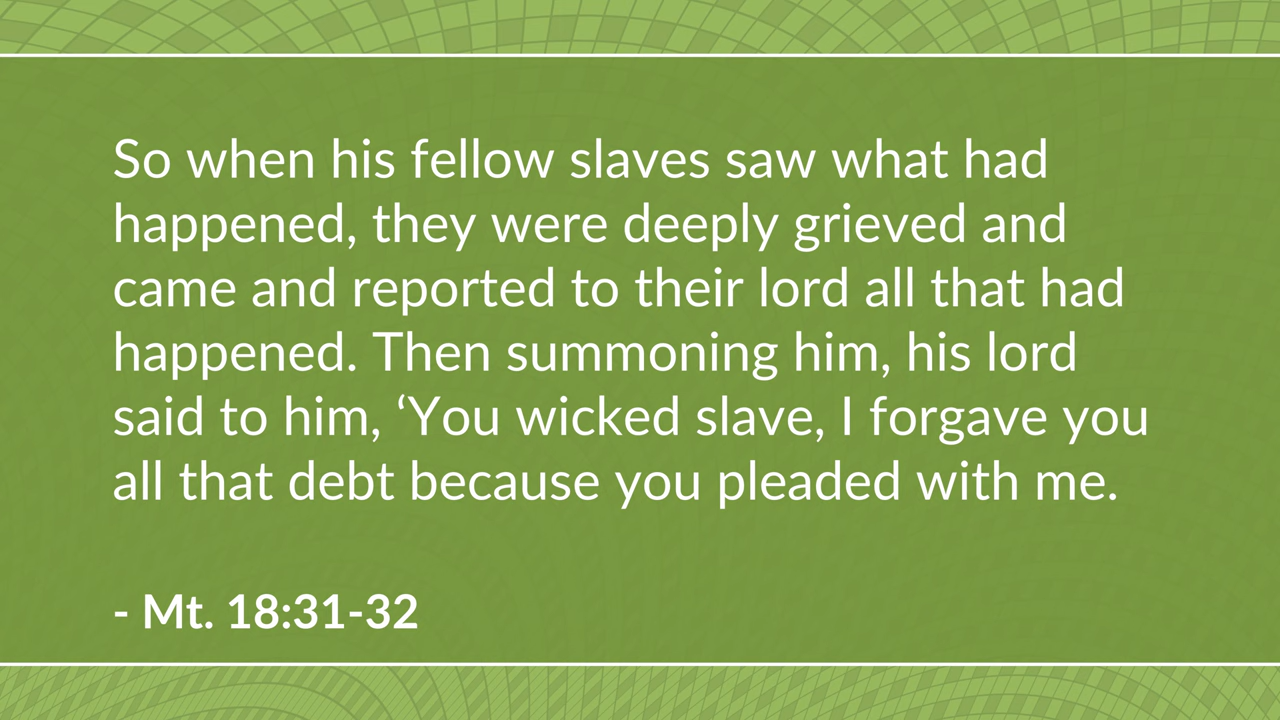 So when his fellow slaves saw what had
happened, they were deeply grieved and
came and reported to their lord all that had
happened. Then summoning him, his lord
said to him, ‘You wicked slave, I forgave you
all that debt because you pleaded with me.
- Mt. 18:31-32